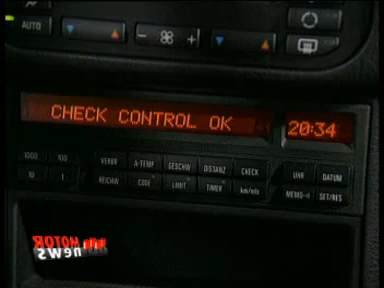 AUTO
CHECK CONTROL OK 20:34
1000 100 VERBR A-TEMP GESCHW DISTANZ CHECK UHR DATUM
10 1 REICHW CODE LIMIT TIMER km/mls MEMO SET/RES
MOTOR
news